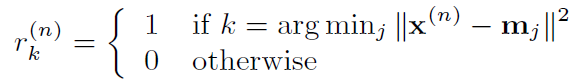 r_k^{(n)} = { 1 if k = arg min_j ‖x^{(n)} − m_j‖²
0 otherwise